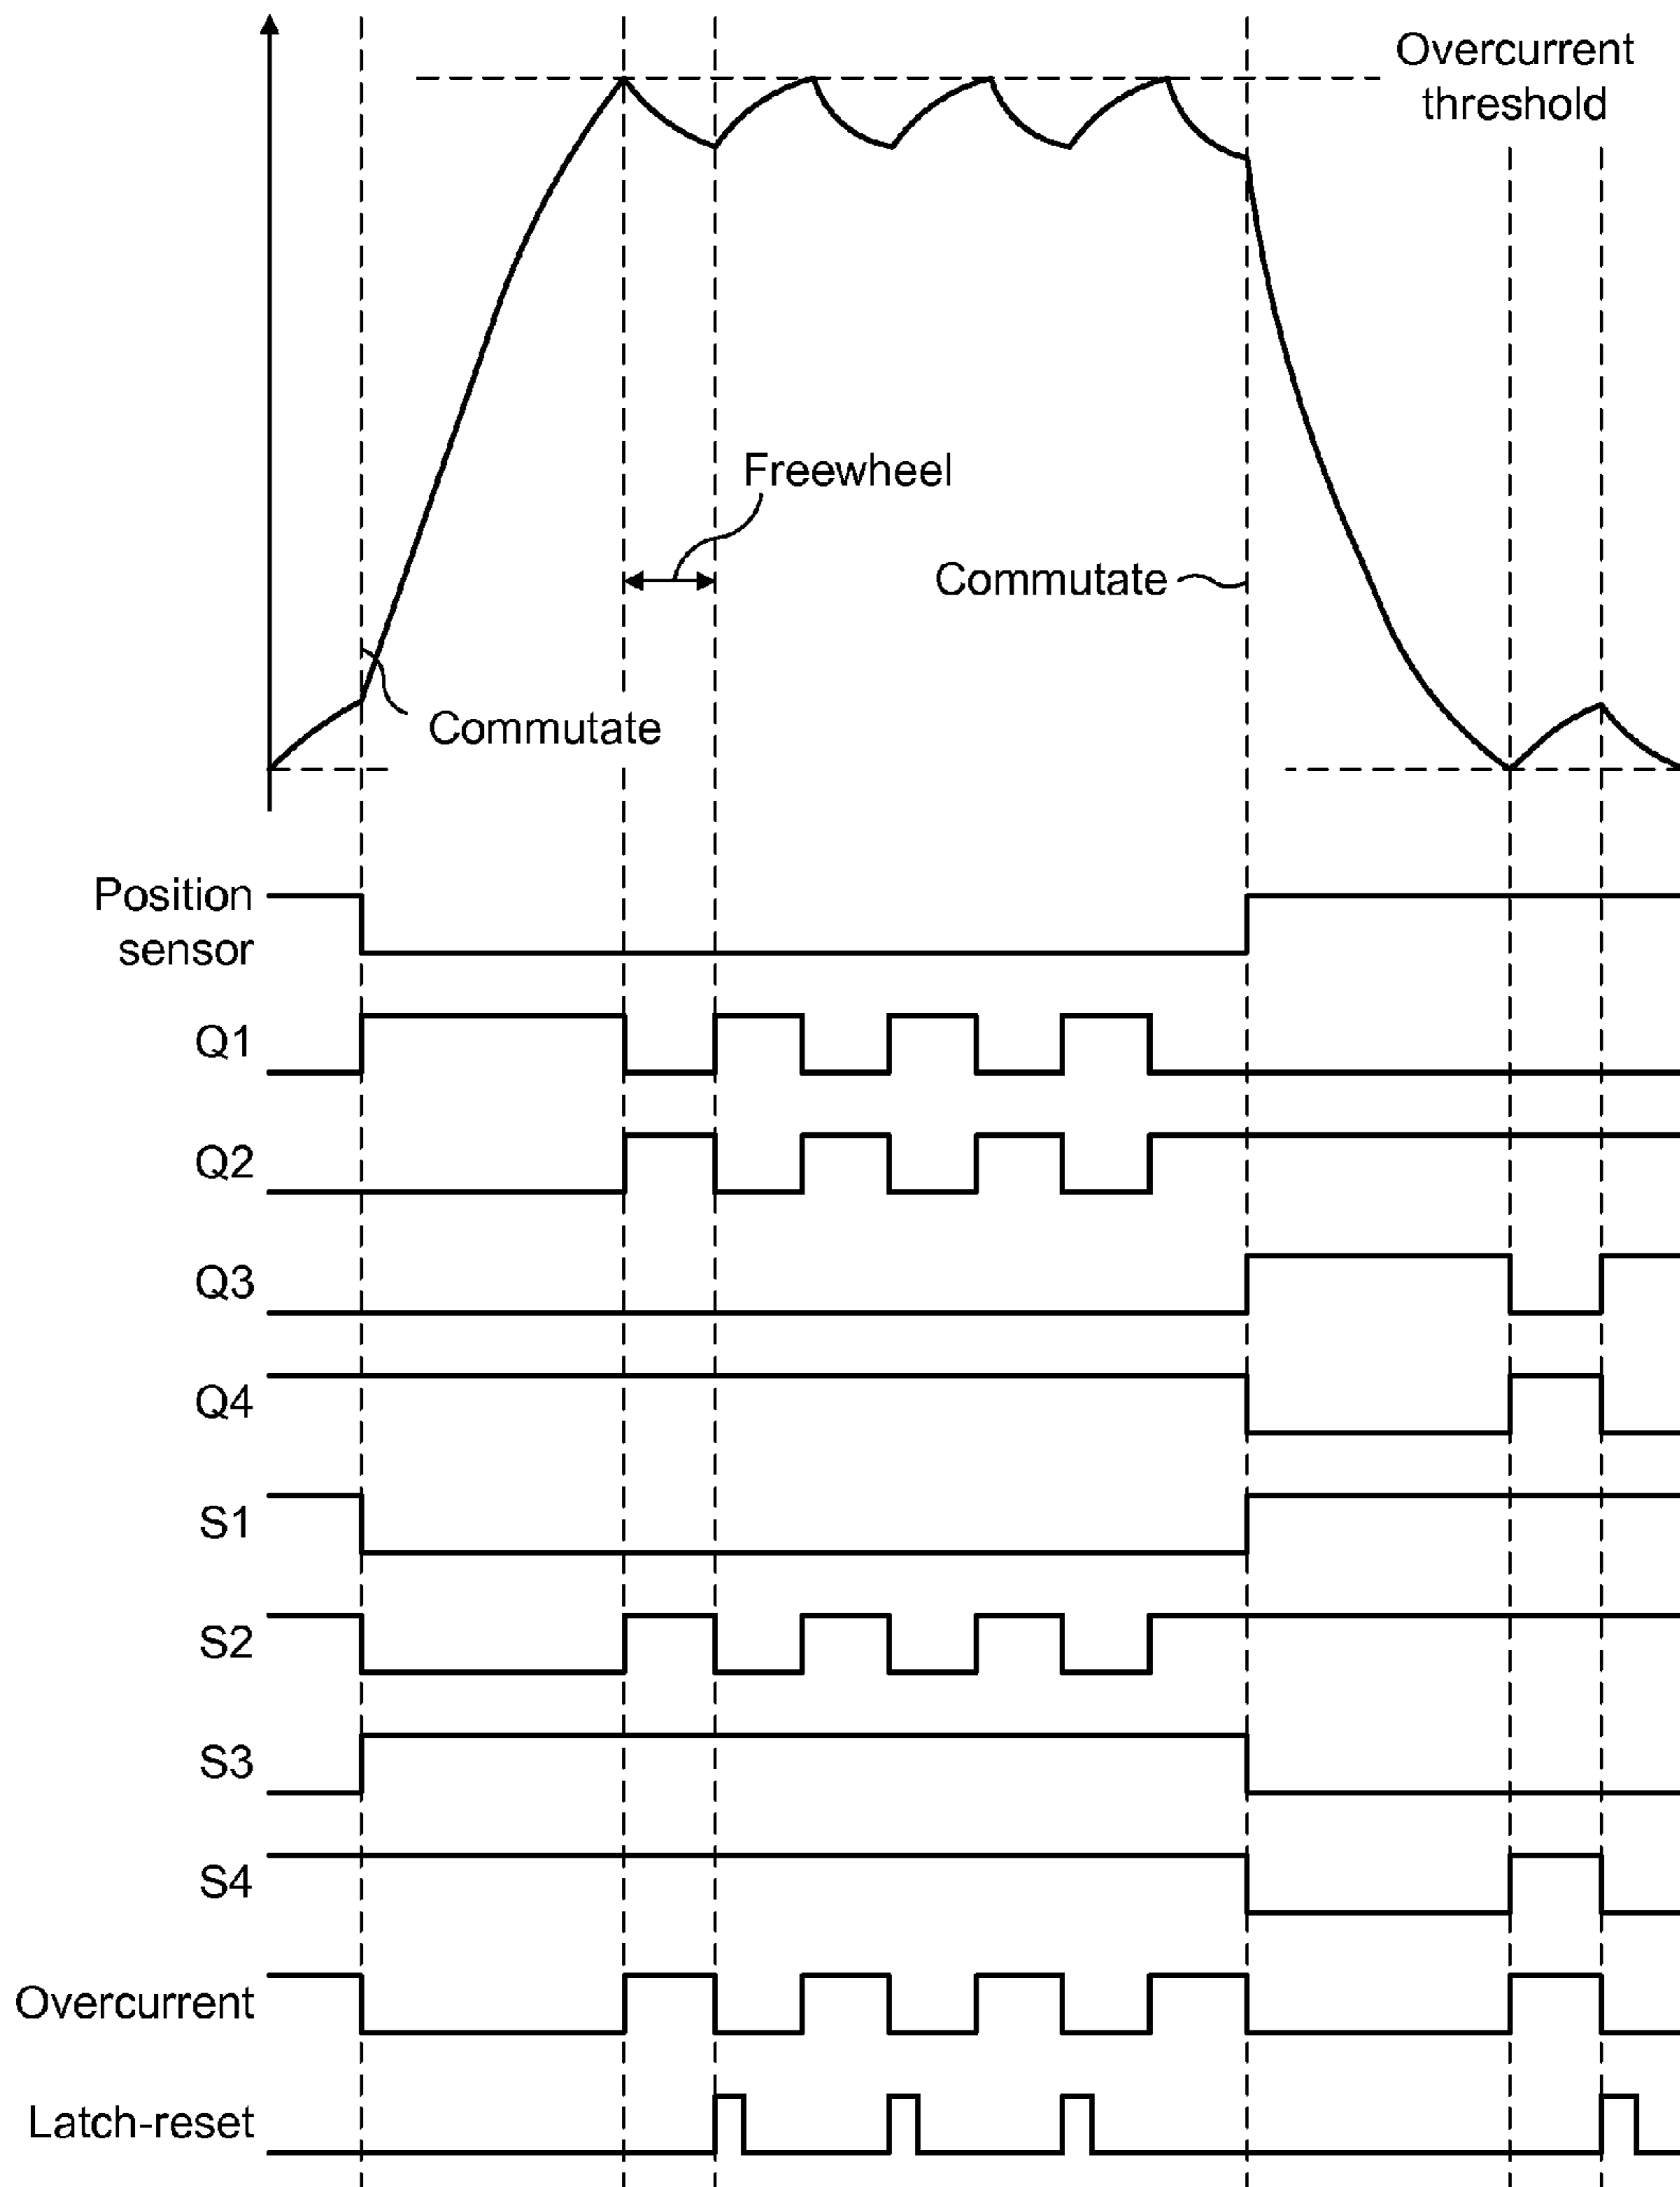 Overcurrent
threshold
Freewheel
Commutate
Commutate
Position
sensor
Q1
Q2
Q3
Q4
S1
S2
S3
S4
Overcurrent
Latch-reset